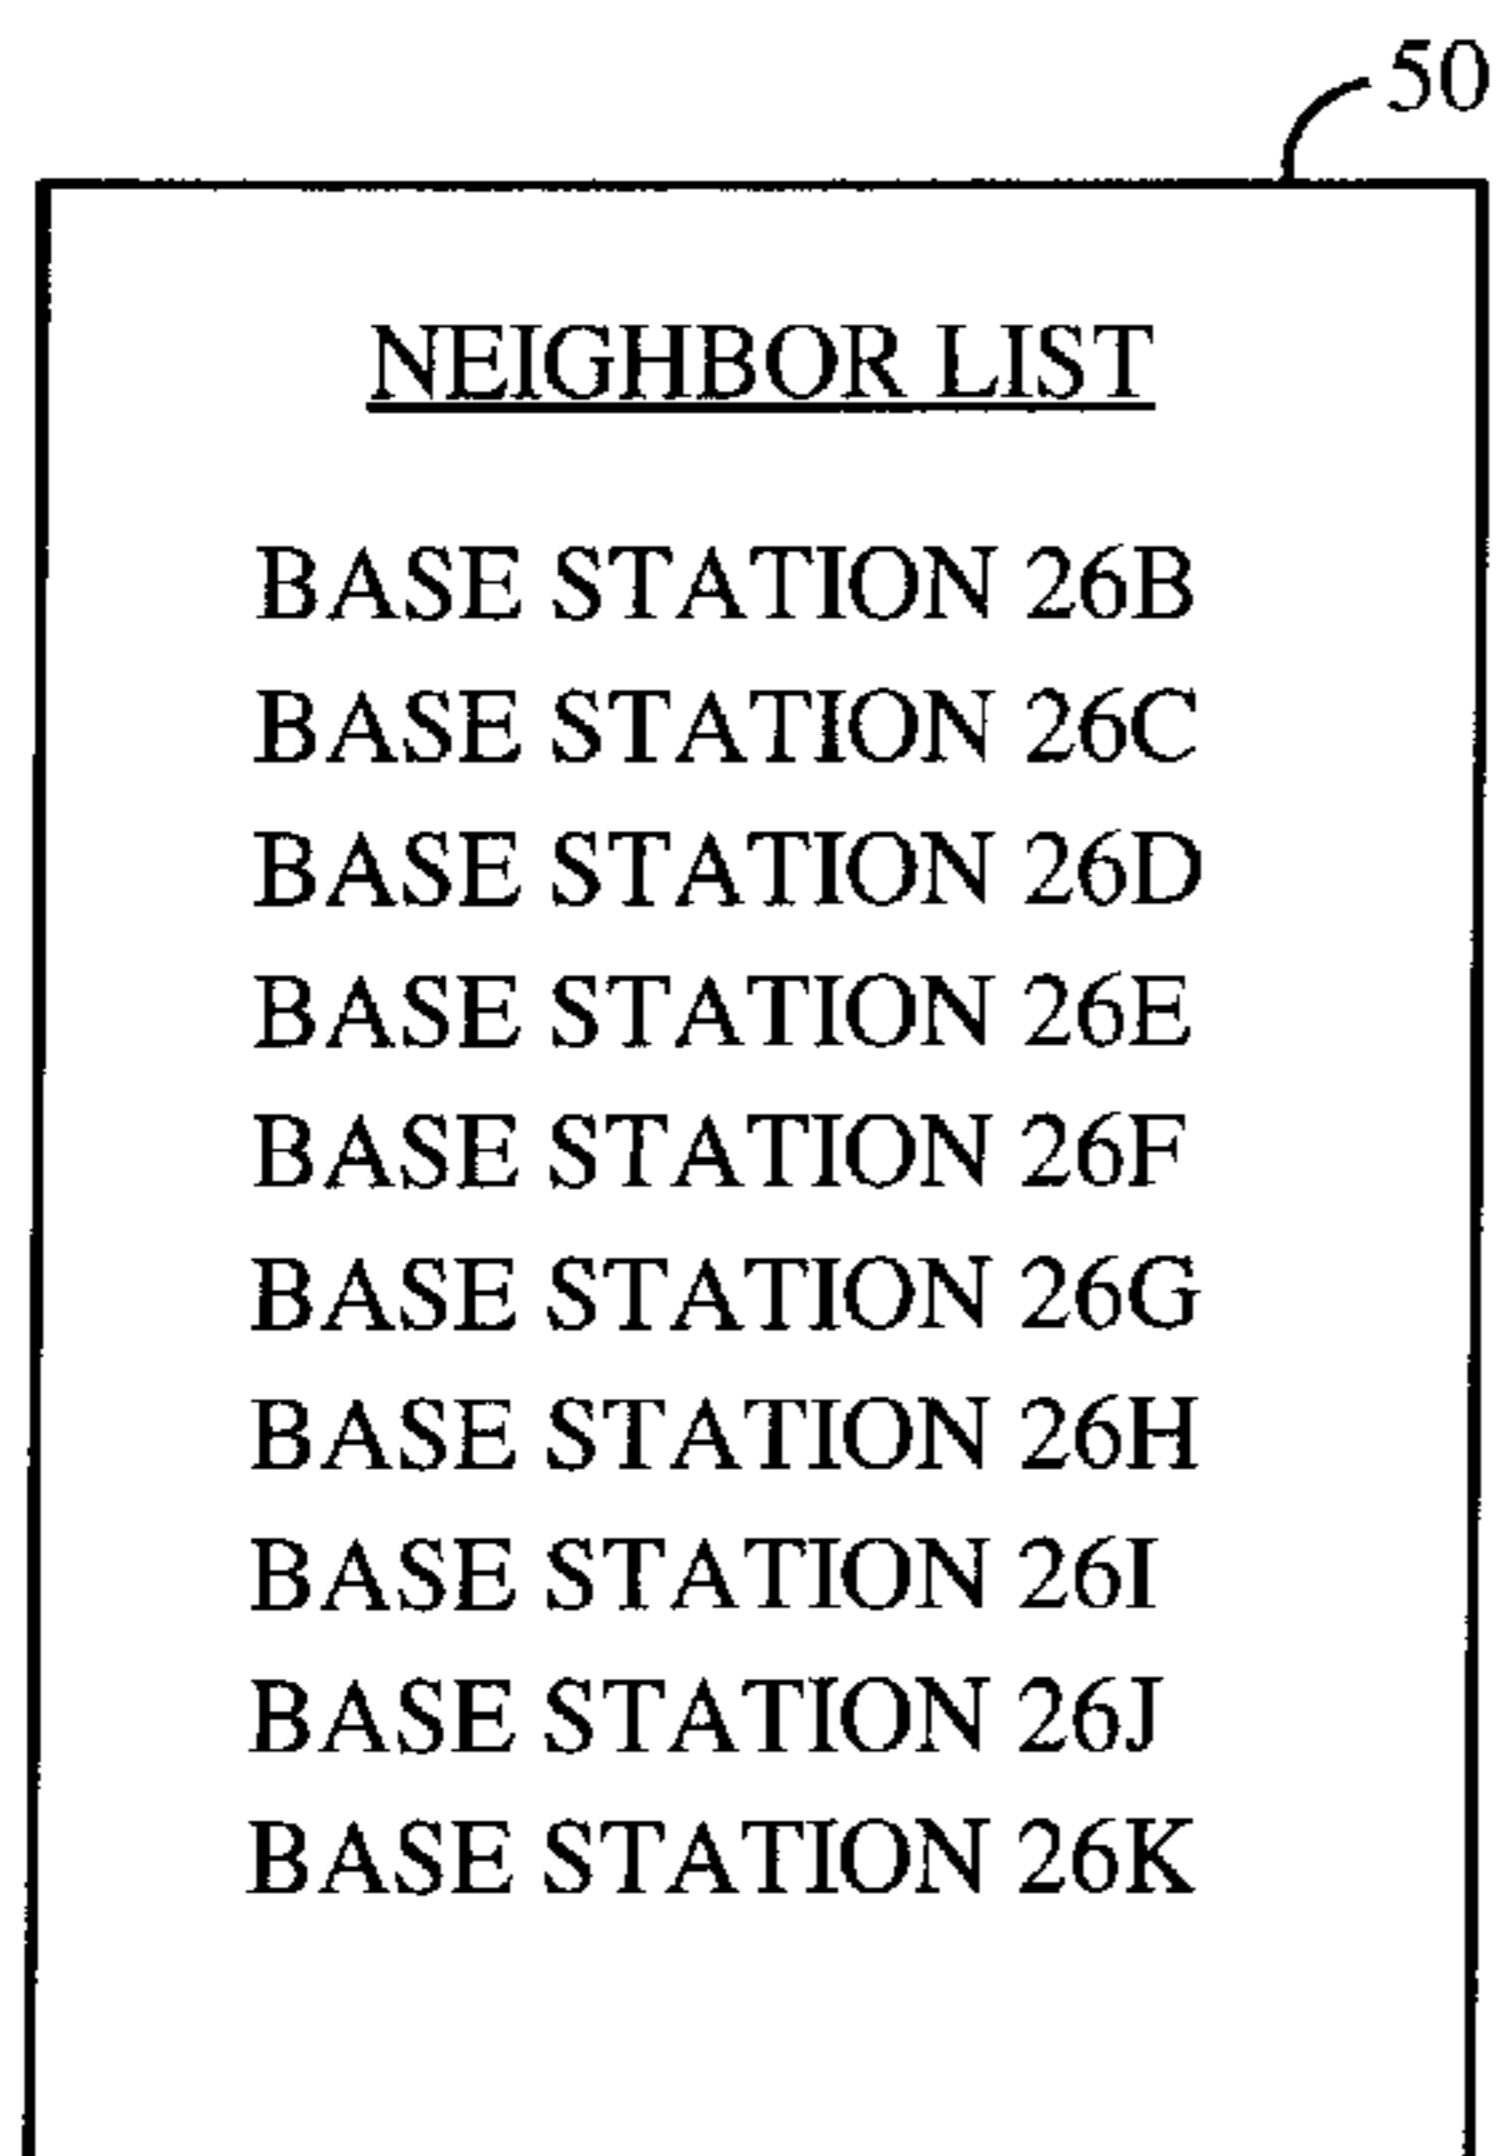 50
NEIGHBOR LIST
BASE STATION 26B
BASE STATION 26C
BASE STATION 26D
BASE STATION 26E
BASE STATION 26F
BASE STATION 26G
BASE STATION 26H
BASE STATION 26I
BASE STATION 26J
BASE STATION 26K